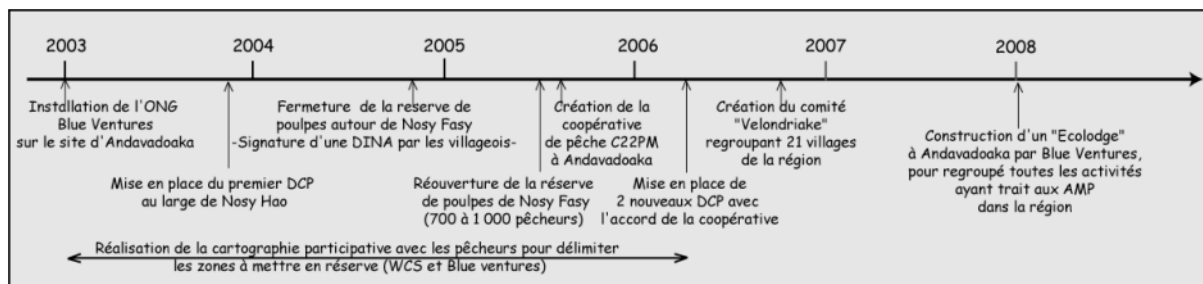 2003 2004 2005 2006 2007 2008
Installation de l'ONG
Blue Ventures
sur le site d'Andavadoaka
Mise en place du premier DCP
au large de Nosy Hao
Fermeture de la reserve de
poulpes autour de Nosy Fasy
-Signature d'une DINA par les villageois-
Réouverture de la réserve
de poulpes de Nosy Fasy
(700 à 1 000 pêcheurs)
Création de la
coopérative
de pêche C22PM
à Andavadoaka
Mise en place de
2 nouveaux DCP avec
l'accord de la coopérative
Création du comité
"Velondriake"
regroupant 21 villages
de la région
Construction d'un "Ecolodge"
à Andavadoaka par Blue Ventures,
pour regroupé toutes les activités
ayant trait aux AMP
dans la région
Réalisation de la cartographie participative avec les pêcheurs pour délimiter
les zones à mettre en réserve (WCS et Blue ventures)